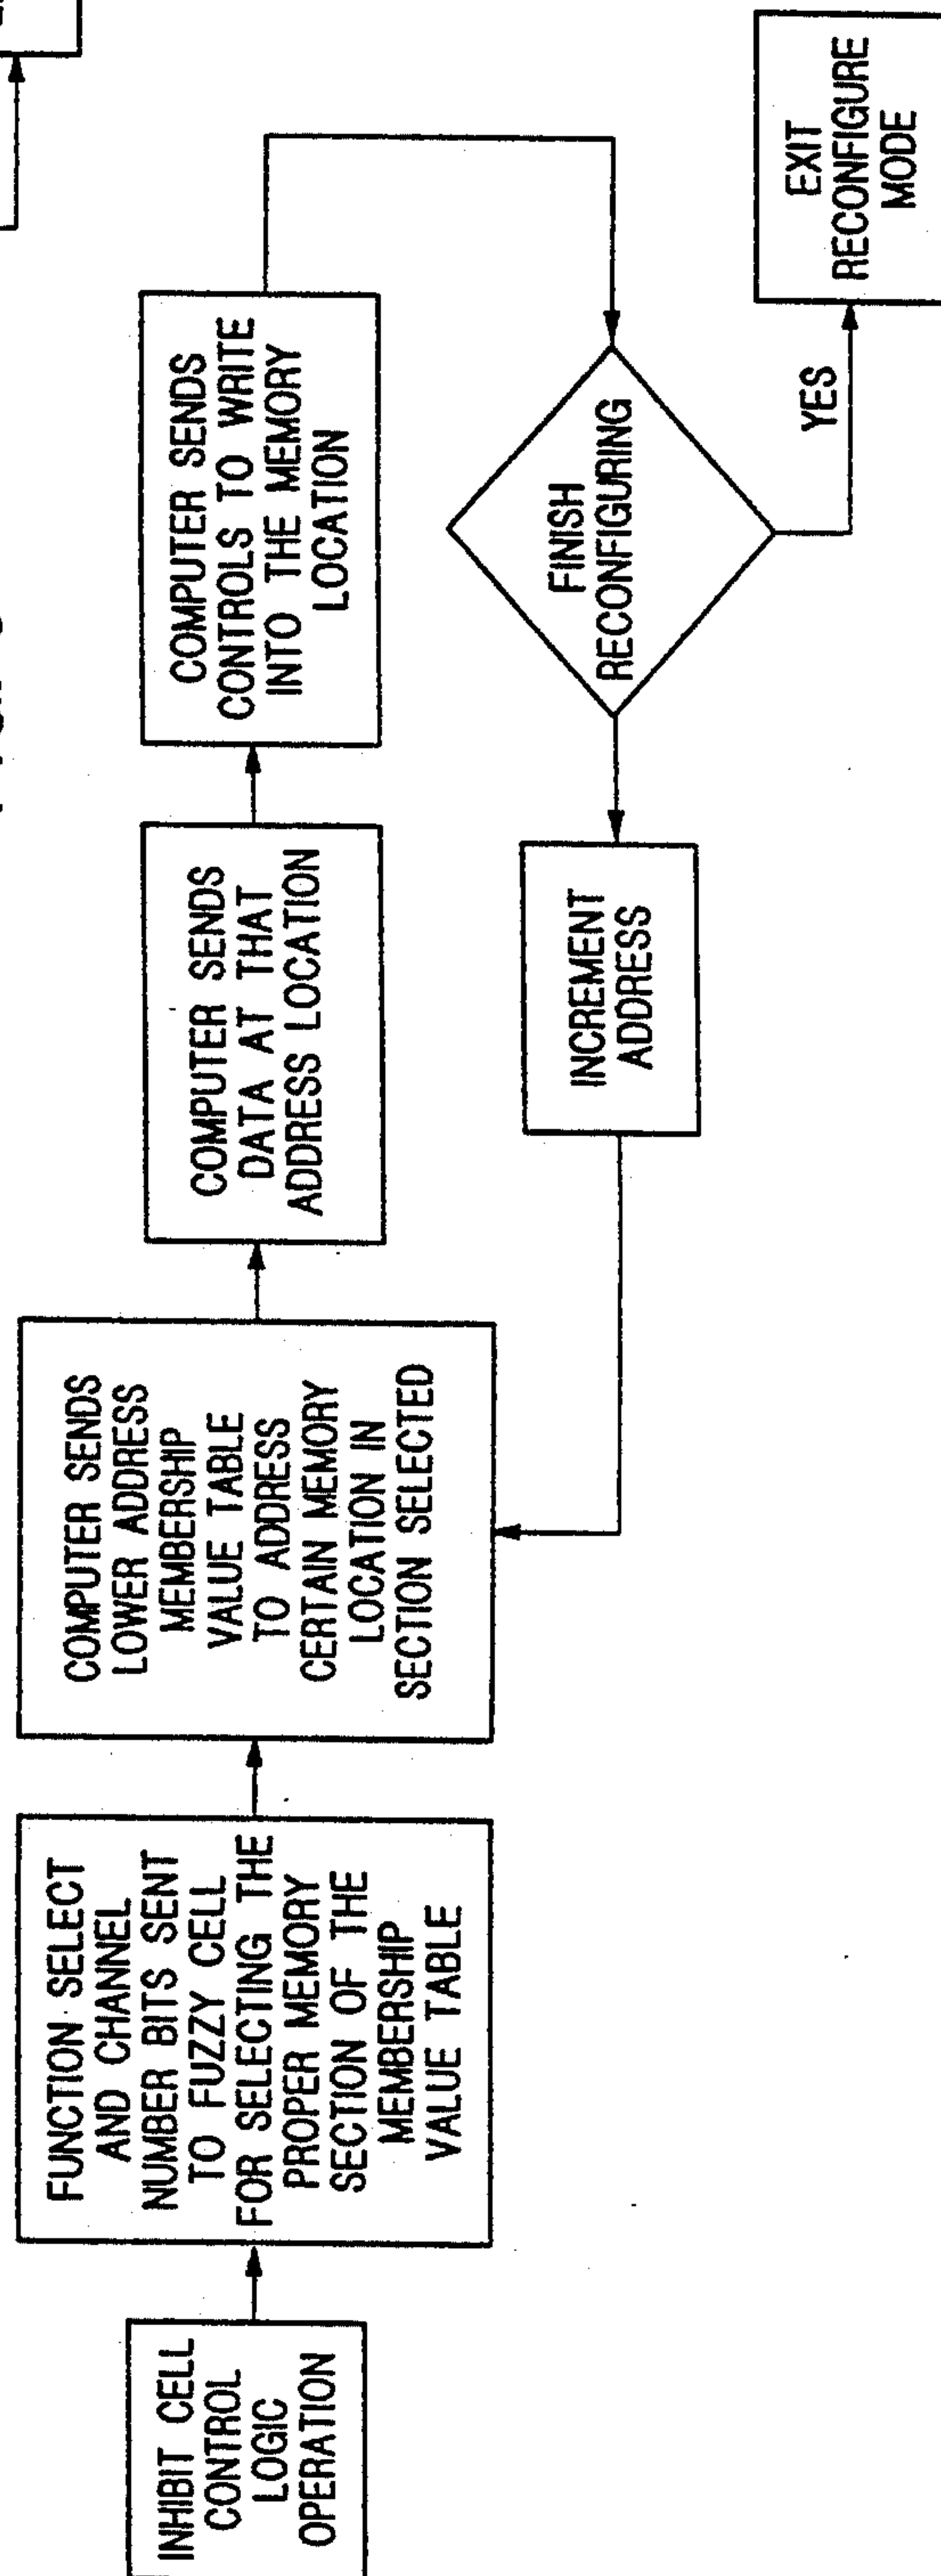 INHIBIT CELL
CONTROL
LOGIC
OPERATION
FUNCTION SELECT
AND CHANNEL
NUMBER BITS SENT
TO FUZZY CELL
FOR SELECTING THE
PROPER MEMORY
SECTION OF THE
MEMBERSHIP
VALUE TABLE
COMPUTER SENDS
LOWER ADDRESS
MEMBERSHIP
VALUE TABLE
TO ADDRESS
CERTAIN MEMORY
LOCATION IN
SECTION SELECTED
COMPUTER SENDS
DATA AT THAT
ADDRESS LOCATION
COMPUTER SENDS
CONTROLS TO WRITE
INTO THE MEMORY
LOCATION
FINISH
RECONFIGURING
YES
INCREMENT
ADDRESS
EXIT
RECONFIGURE
MODE